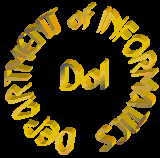 DEPARTMENT of INFORMATICS
DoI